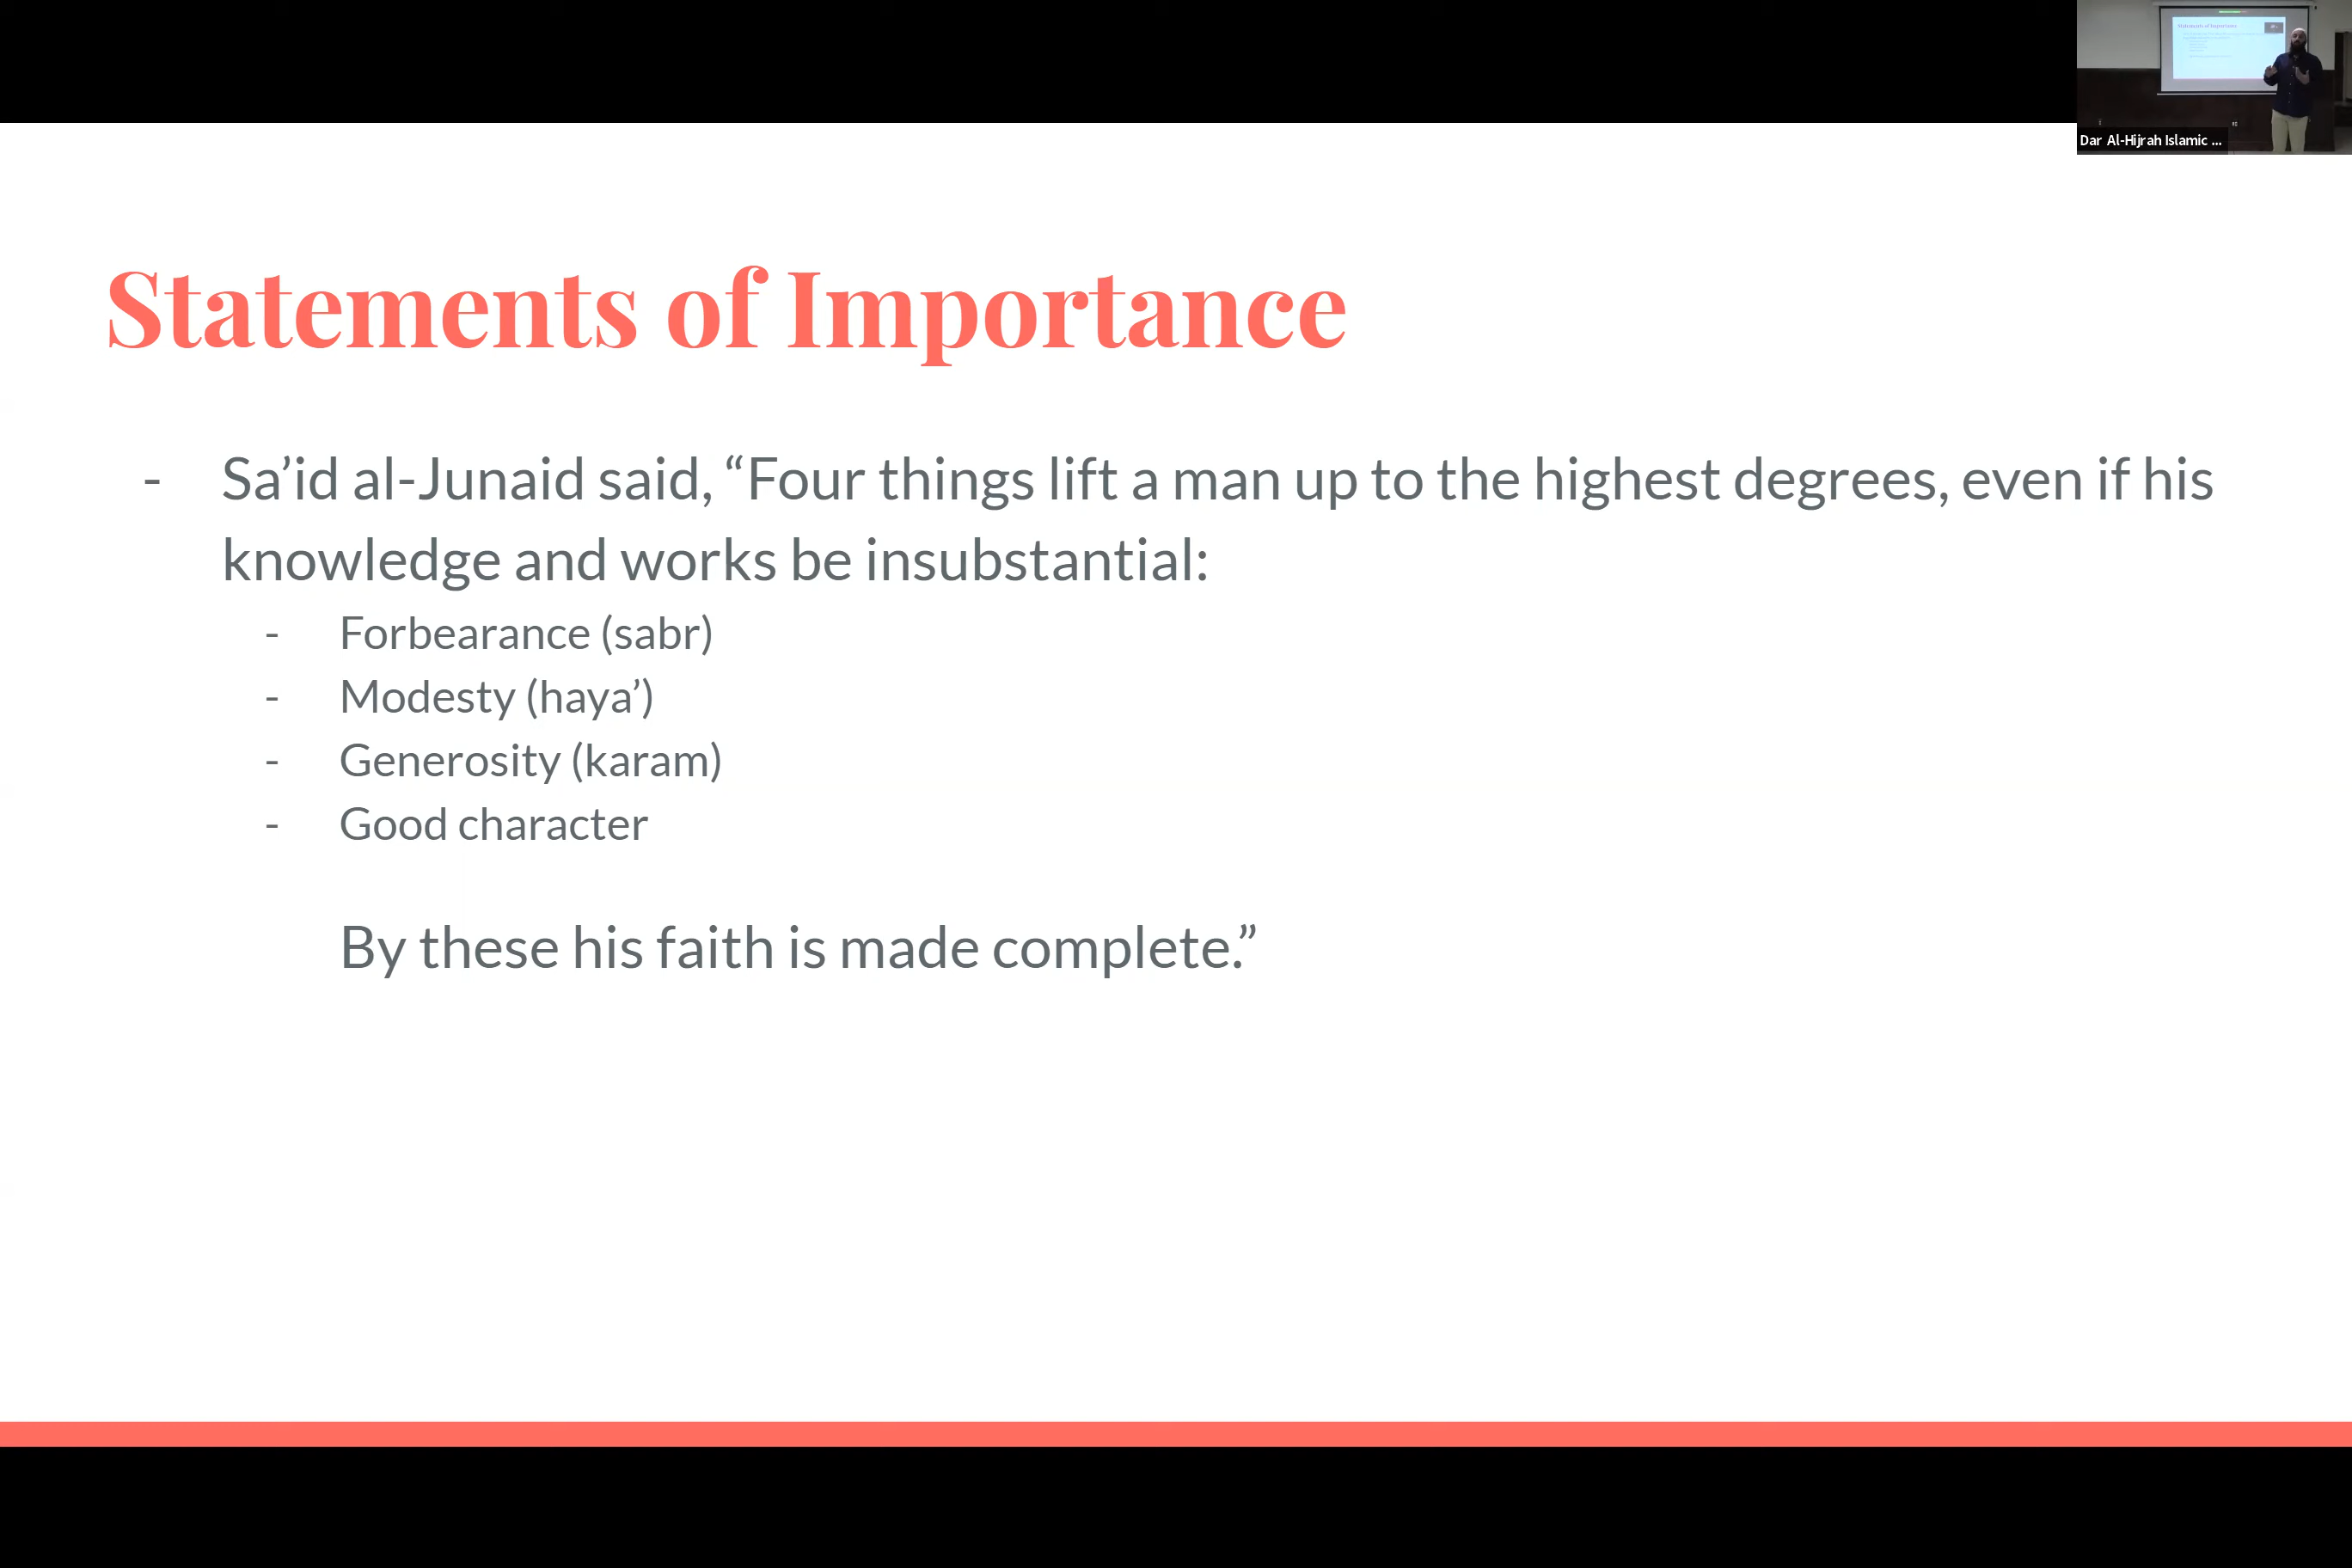 Dar Al-Hijrah Islamic ...
Statements of Importance
- Sa’id al-Junaid said, “Four things lift a man up to the highest degrees, even if his
knowledge and works be insubstantial:
- Forbearance (sabr)
- Modesty (haya’)
- Generosity (karam)
- Good character
By these his faith is made complete.”